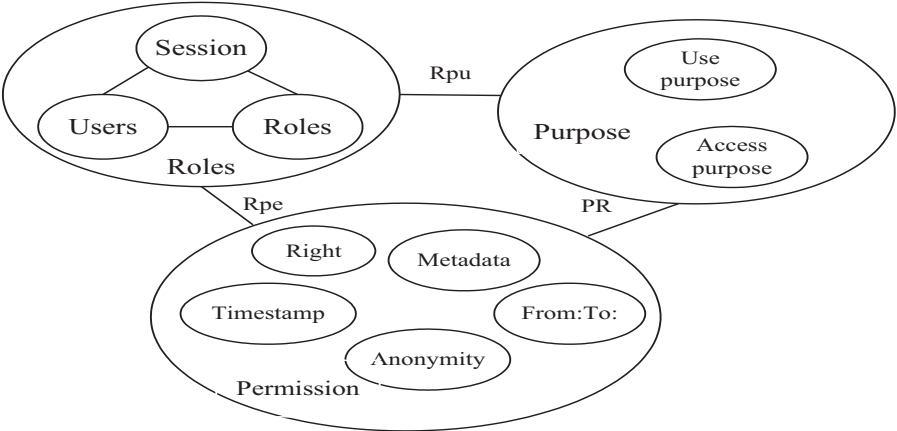 Session
Users
Roles
Roles
Rpu
Use
purpose
Purpose
Access
purpose
Rpe
PR
Right
Metadata
Timestamp
From:To:
Anonymity
Permission